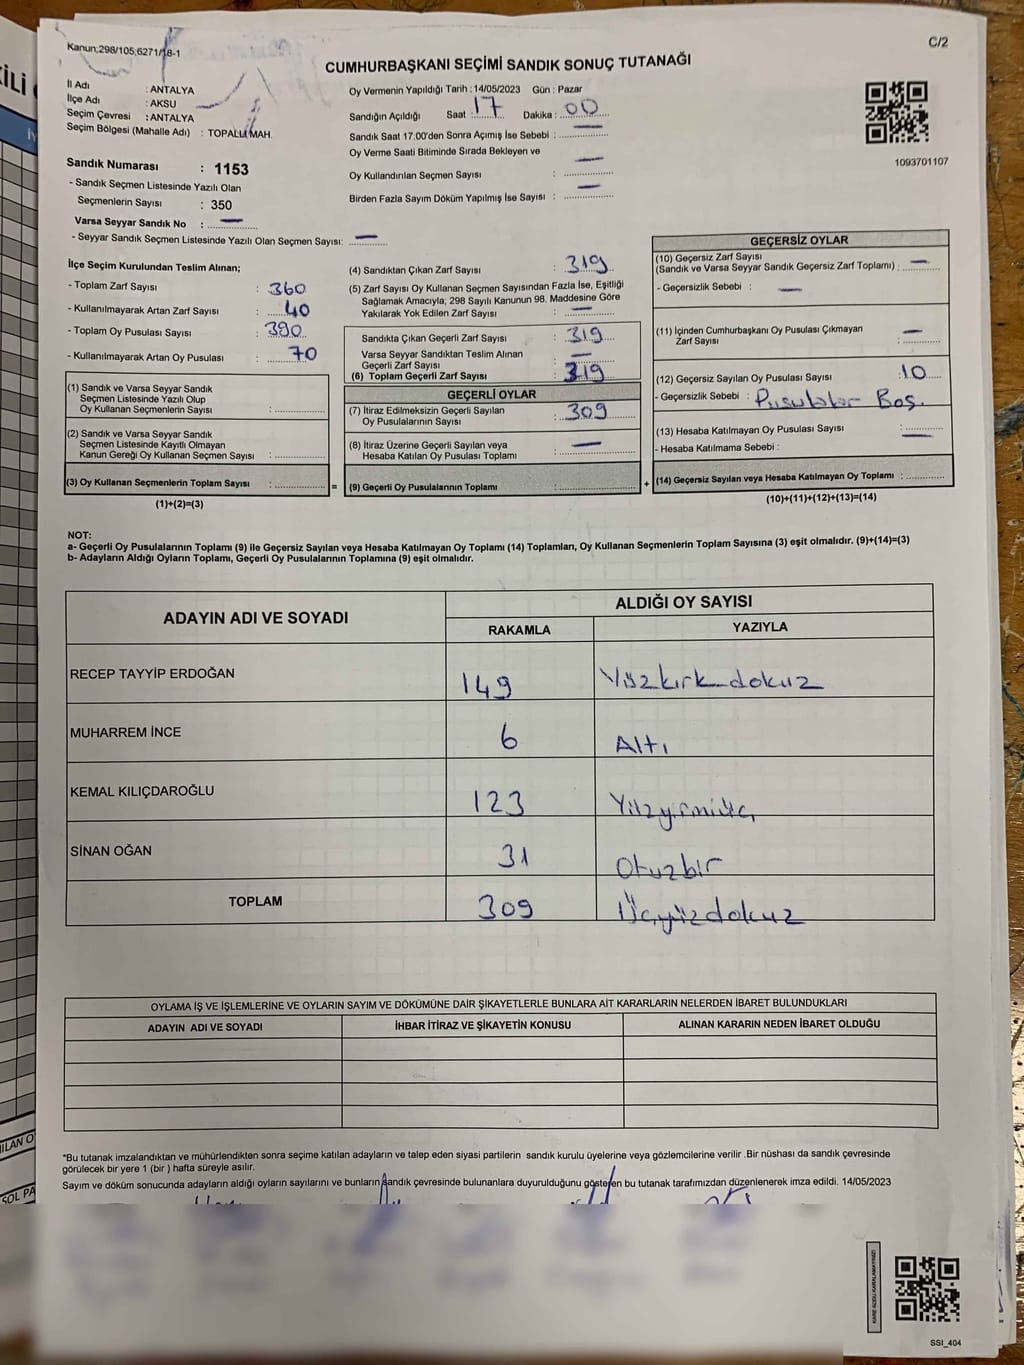 Kanun;298/105,6271/18-1
C/2
CUMHURBAŞKANI SEÇİMİ SANDIK SONUÇ TUTANAĞI
İl Adı : ANTALYA
İlçe Adı : AKSU
Seçim Çevresi : ANTALYA
Seçim Bölgesi (Mahalle Adı) : TOPALLI MAH.
Oy Vermenin Yapıldığı Tarih : 14/05/2023 Gün : Pazar
Sandığın Açıldığı Saat : 17 Dakika : 00
Sandık Saat 17:00'den Sonra Açımış İse Sebebi : —
Oy Verme Saati Bitiminde Sırada Bekleyen ve
Oy Kullandırılan Seçmen Sayısı : —
Birden Fazla Sayım Döküm Yapılmış İse Sayısı : —
1093701107
Sandık Numarası : 1153
- Sandık Seçmen Listesinde Yazılı Olan
Seçmenlerin Sayısı : 350
Varsa Seyyar Sandık No : —
- Seyyar Sandık Seçmen Listesinde Yazılı Olan Seçmen Sayısı: —
İlçe Seçim Kurulundan Teslim Alınan;
- Toplam Zarf Sayısı : 360
- Kullanılmayarak Artan Zarf Sayısı : 40
- Toplam Oy Pusulası Sayısı : 390
- Kullanılmayarak Artan Oy Pusulası : 70
(1) Sandık ve Varsa Seyyar Sandık
Seçmen Listesinde Yazılı Olup
Oy Kullanan Seçmenlerin Sayısı :
(2) Sandık ve Varsa Seyyar Sandık
Seçmen Listesinde Kayıtlı Olmayan
Kanun Gereği Oy Kullanan Seçmen Sayısı :
(3) Oy Kullanan Seçmenlerin Toplam Sayısı :
(1)+(2)=(3)
=
(4) Sandıktan Çıkan Zarf Sayısı : 319
(5) Zarf Sayısı Oy Kullanan Seçmen Sayısından Fazla İse, Eşitliği
Sağlamak Amacıyla; 298 Sayılı Kanunun 98. Maddesine Göre
Yakılarak Yok Edilen Zarf Sayısı : —
Sandıkta Çıkan Geçerli Zarf Sayısı : 319
Varsa Seyyar Sandıktan Teslim Alınan
Geçerli Zarf Sayısı : —
(6) Toplam Geçerli Zarf Sayısı : 319
GEÇERLİ OYLAR
(7) İtiraz Edilmeksizin Geçerli Sayılan
Oy Pusulalarının Sayısı : 309
(8) İtiraz Üzerine Geçerli Sayılan veya
Hesaba Katılan Oy Pusulası Toplamı : —
(9) Geçerli Oy Pusulalarının Toplamı :
+
GEÇERSİZ OYLAR
(10) Geçersiz Zarf Sayısı
(Sandık ve Varsa Seyyar Sandık Geçersiz Zarf Toplamı) : —
- Geçersizlik Sebebi : —
(11) İçinden Cumhurbaşkanı Oy Pusulası Çıkmayan
Zarf Sayısı : —
(12) Geçersiz Sayılan Oy Pusulası Sayısı : 10
- Geçersizlik Sebebi : Pusulalar Boş.
(13) Hesaba Katılmayan Oy Pusulası Sayısı : —
- Hesaba Katılmama Sebebi :
(14) Geçersiz Sayılan veya Hesaba Katılmayan Oy Toplamı :
(10)+(11)+(12)+(13)=(14)
NOT:
a- Geçerli Oy Pusulalarının Toplamı (9) ile Geçersiz Sayılan veya Hesaba Katılmayan Oy Toplamı (14) Toplamları, Oy Kullanan Seçmenlerin Toplam Sayısına (3) eşit olmalıdır. (9)+(14)=(3)
b- Adayların Aldığı Oyların Toplamı, Geçerli Oy Pusulalarının Toplamına (9) eşit olmalıdır.
ADAYIN ADI VE SOYADI
ALDIĞI OY SAYISI
RAKAMLA YAZIYLA
RECEP TAYYİP ERDOĞAN 149 Yüzkırkdokuz
MUHARREM İNCE 6 Altı
KEMAL KILIÇDAROĞLU 123 Yüzyirmiüç
SİNAN OĞAN 31 Otuzbir
TOPLAM 309 Üçyüzdokuz
OYLAMA İŞ VE İŞLEMLERİNE VE OYLARIN SAYIM VE DÖKÜMÜNE DAİR ŞİKAYETLERLE BUNLARA AİT KARARLARIN NELERDEN İBARET BULUNDUKLARI
ADAYIN ADI VE SOYADI İHBAR İTİRAZ VE ŞİKAYETİN KONUSU ALINAN KARARIN NEDEN İBARET OLDUĞU
*Bu tutanak imzalandıktan ve mühürlendikten sonra seçime katılan adayların ve talep eden siyasi partilerin sandık kurulu üyelerine veya gözlemcilerine verilir .Bir nüshası da sandık çevresinde
görülecek bir yere 1 (bir ) hafta süreyle asılır.
Sayım ve döküm sonucunda adayların aldığı oyların sayılarını ve bunların sandık çevresinde bulunanlara duyurulduğunu gösteren bu tutanak tarafımızdan düzenlenerek imza edildi. 14/05/2023
KARE KODU KARALAMAYINIZ!
SSI_404